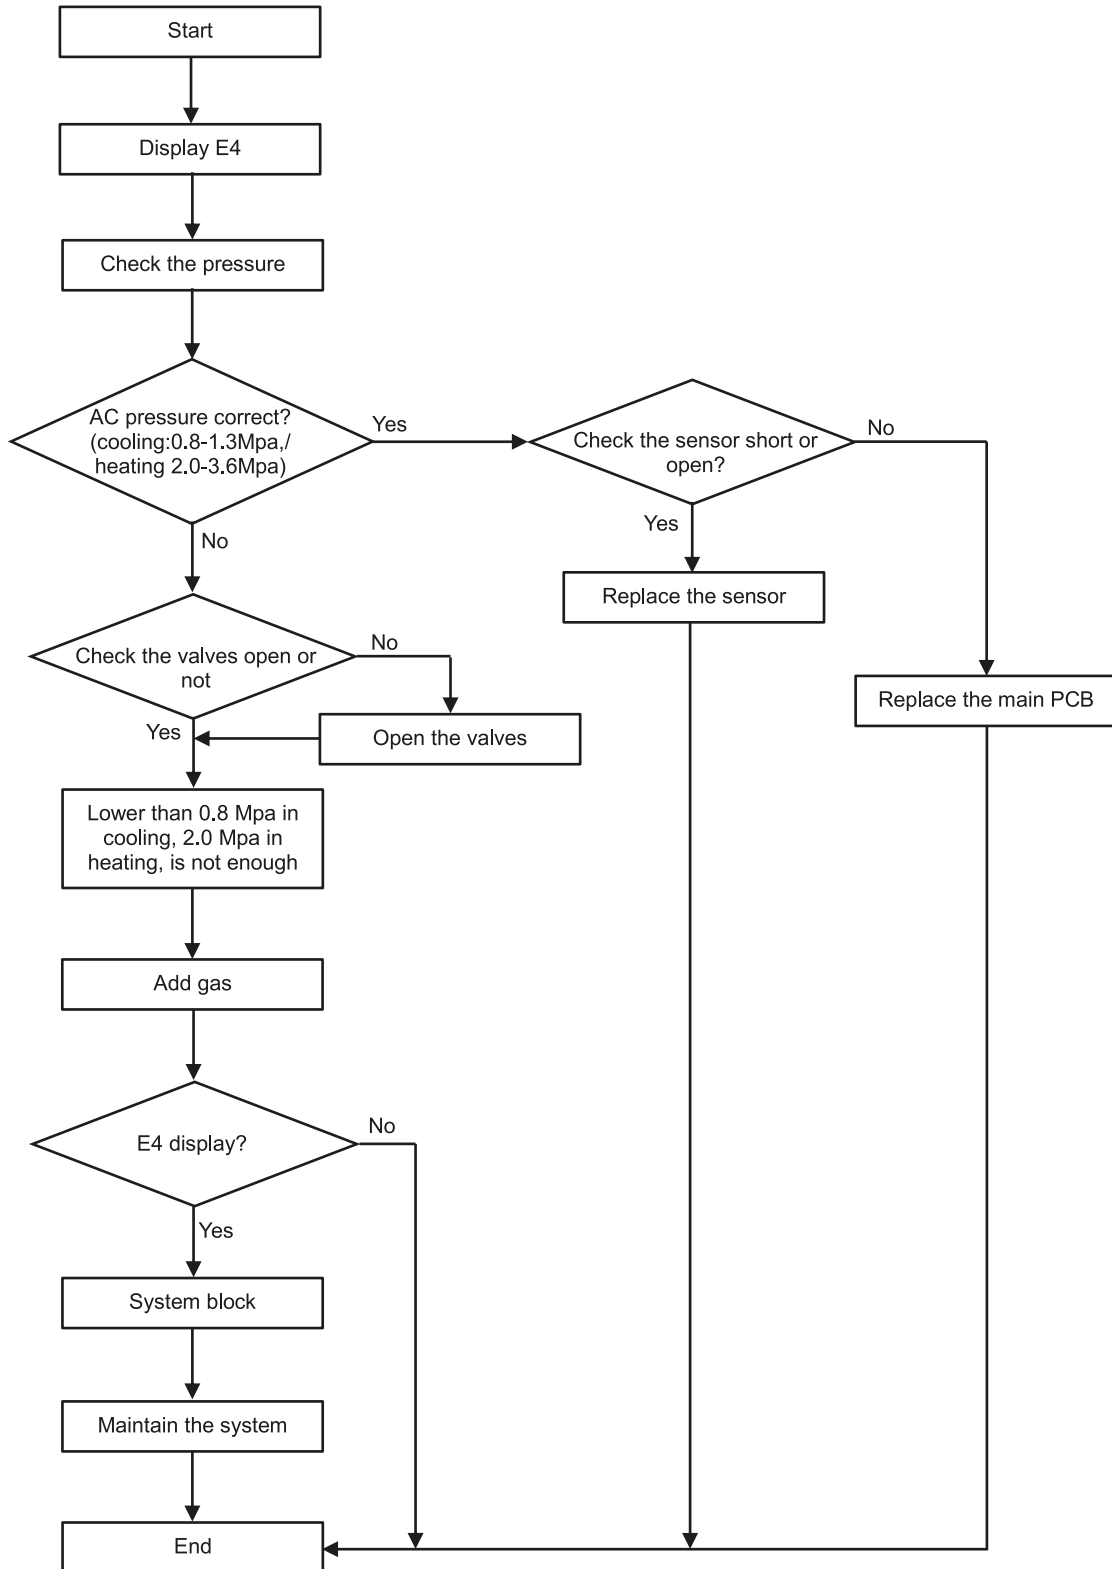 Start
Display E4
Check the pressure
AC pressure correct?
(cooling:0.8-1.3Mpa,/
heating 2.0-3.6Mpa)
Yes
Check the sensor short or
open?
No
No
Yes
Replace the sensor
Check the valves open or
not
No
Replace the main PCB
Yes
Open the valves
Lower than 0.8 Mpa in
cooling, 2.0 Mpa in
heating, is not enough
Add gas
E4 display?
No
Yes
System block
Maintain the system
End